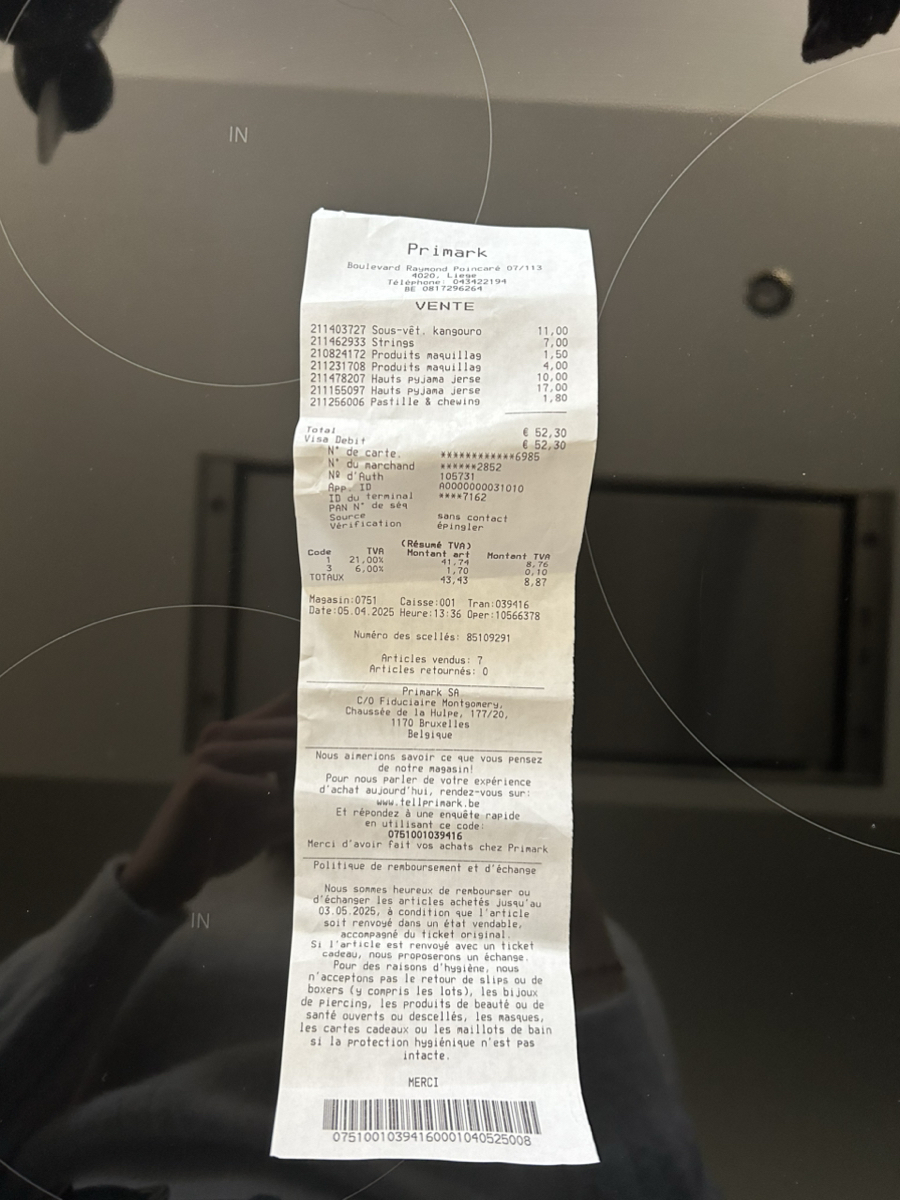 IN
Primark
Boulevard Raymond Poincaré 07/113
4020, Liege
Téléphone: 043422194
BE 0817296264
VENTE
211403727 Sous-vêt. kangouro 11,00
211462933 Strings 7,00
210824172 Produits maquillag 1,50
211231708 Produits maquillag 4,00
211478207 Hauts pyjama jerse 10,00
211155097 Hauts pyjama jerse 17,00
211256006 Pastille & chewing 1,80
Total € 52,30
Visa Debit € 52,30
N° de carte. ************6985
N° du marchand ******2852
Nº d'Auth 105731
App. ID A0000000031010
ID du terminal ****7162
PAN N° de séq
Source sans contact
Vérification épingler
(Résumé TVA)
Code TVA Montant art Montant TVA
1 21,00% 41,74 8,76
3 6,00% 1,70 0,10
TOTAUX 43,43 8,87
Magasin:0751 Caisse:001 Tran:039416
Date:05.04.2025 Heure:13:36 Oper:10566378
Numéro des scellés: 85109291
Articles vendus: 7
Articles retournés: 0
Primark SA
C/O Fiduciaire Montgomery,
Chaussée de la Hulpe, 177/20,
1170 Bruxelles
Belgique
Nous aimerions savoir ce que vous pensez
de notre magasin!
Pour nous parler de votre expérience
d'achat aujourd'hui, rendez-vous sur:
www.tellprimark.be
Et répondez à une enquête rapide
en utilisant ce code:
0751001039416
Merci d'avoir fait vos achats chez Primark
Politique de remboursement et d'échange
Nous sommes heureux de rembourser ou
d'échanger les articles achetés jusqu'au
03.05.2025, à condition que l'article
soit renvoyé dans un état vendable,
accompagné du ticket original.
Si l'article est renvoyé avec un ticket
cadeau, nous proposerons un échange.
Pour des raisons d'hygiène, nous
n'acceptons pas le retour de slips ou de
boxers (y compris les lots), les bijoux
de piercing, les produits de beauté ou de
santé ouverts ou descellés, les masques,
les cartes cadeaux ou les maillots de bain
si la protection hygiénique n'est pas
intacte.
MERCI
07510010394160001040525008
IN